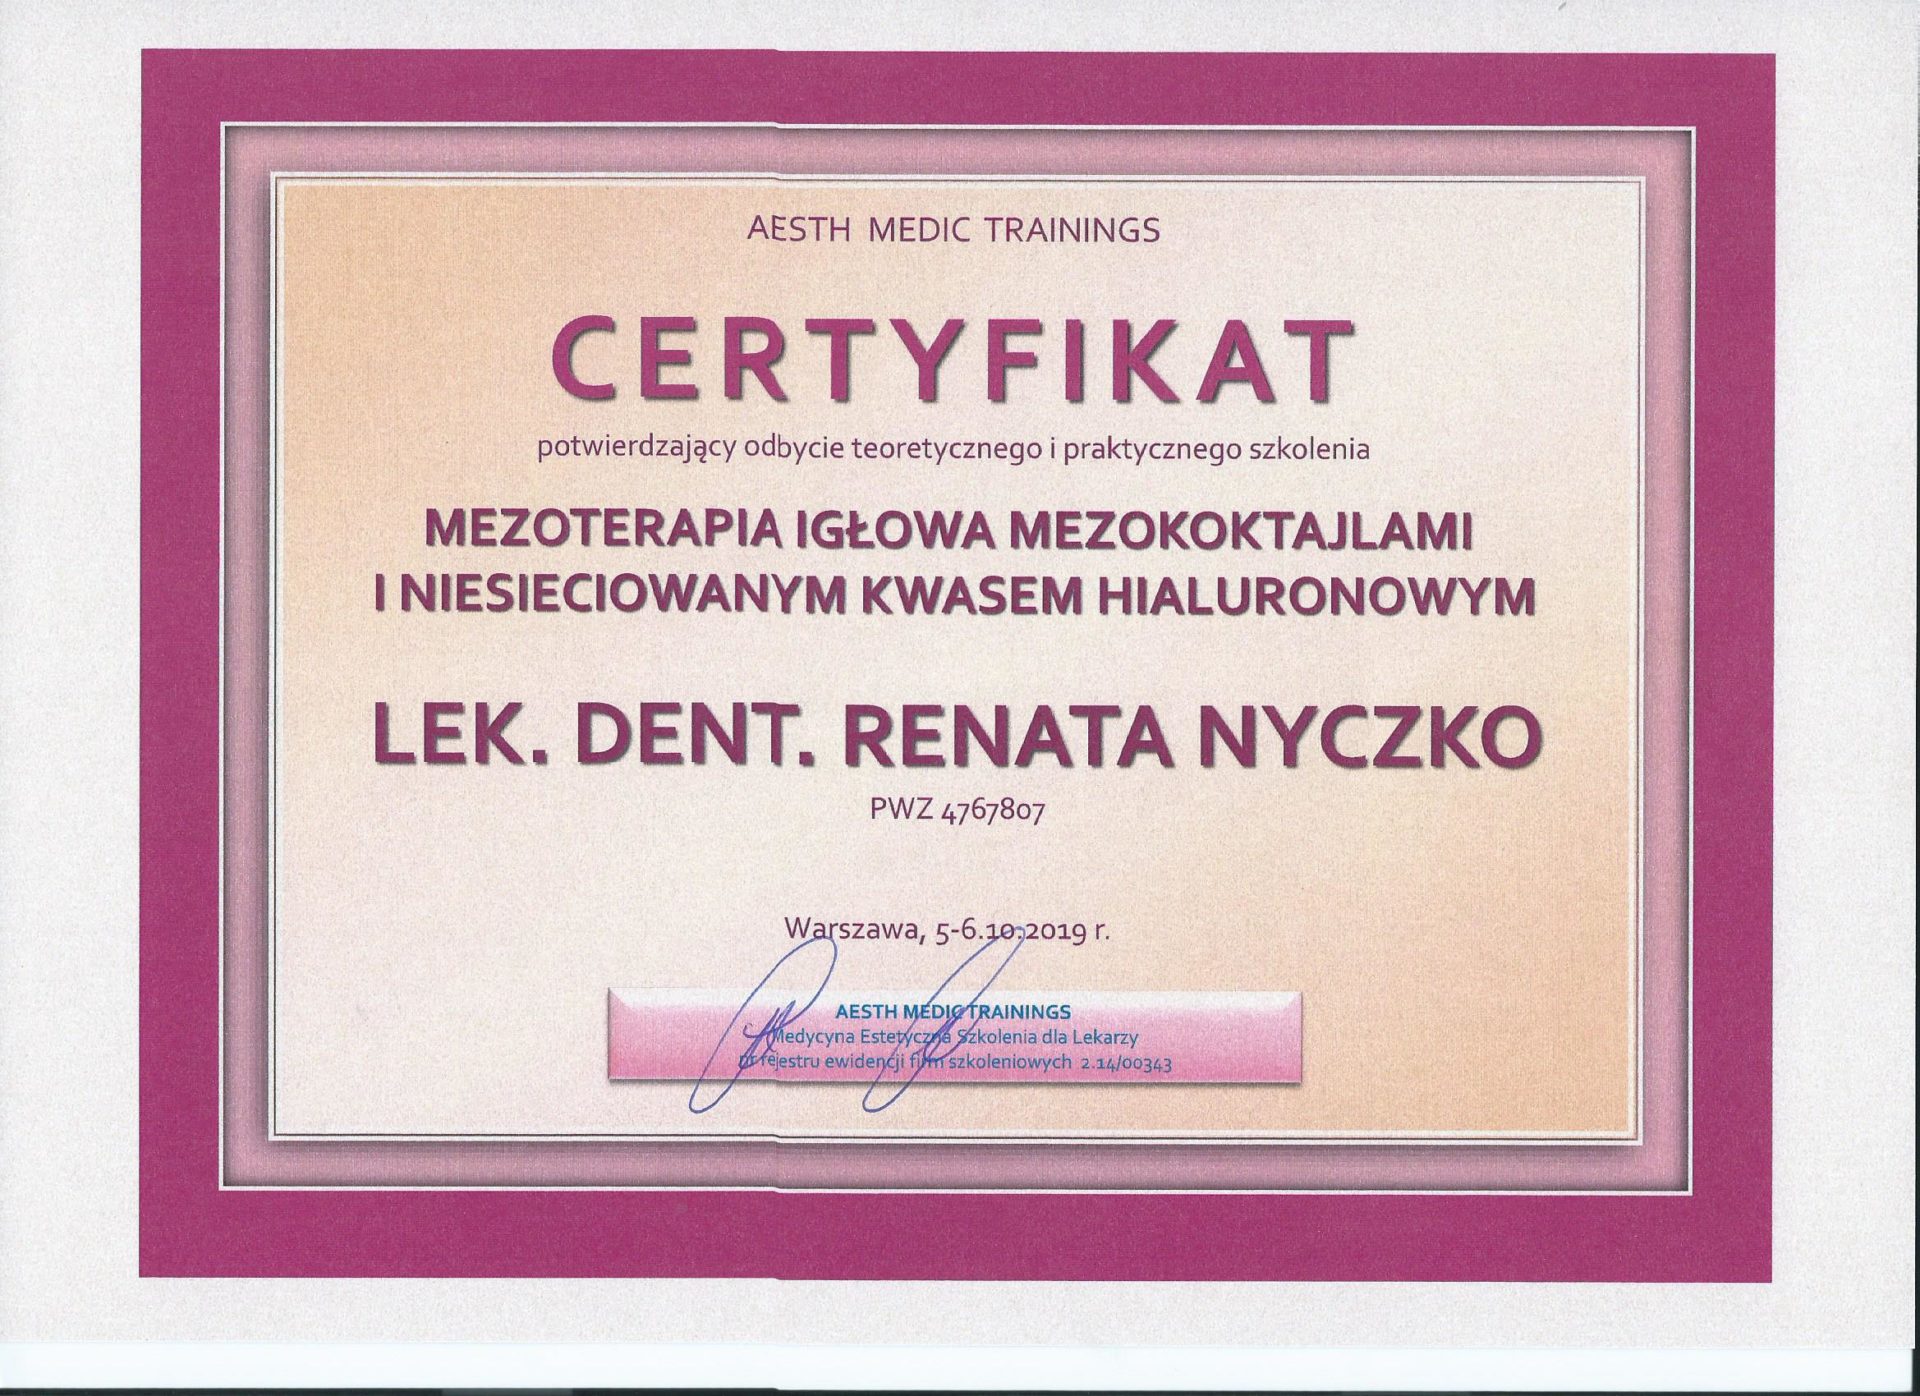 AESTH MEDIC TRAININGS
CERTYFIKAT
potwierdzający odbycie teoretycznego i praktycznego szkolenia
MEZOTERAPIA IGŁOWA MEZOKOKTAJLAMI
I NIESIECIOWANYM KWASEM HIALURONOWYM
LEK. DENT. RENATA NYCZKO
PWZ 4767807
Warszawa, 5-6.10.2019 r.
AESTH MEDIC TRAININGS
Medycyna Estetyczna Szkolenia dla Lekarzy
nr rejestru ewidencji firm szkoleniowych 2.14/00343